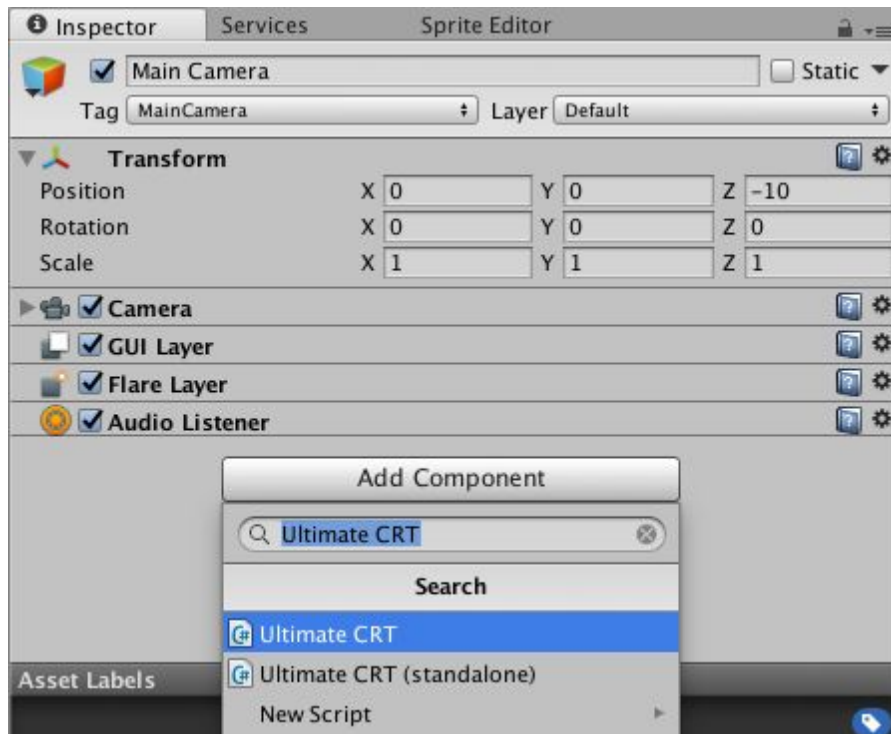 Inspector Services Sprite Editor
Main Camera Static
Tag MainCamera Layer Default
Transform
Position X 0 Y 0 Z -10
Rotation X 0 Y 0 Z 0
Scale X 1 Y 1 Z 1
Camera
GUI Layer
Flare Layer
Audio Listener
Add Component
Ultimate CRT
Search
C# Ultimate CRT
C# Ultimate CRT (standalone)
Asset Labels
New Script